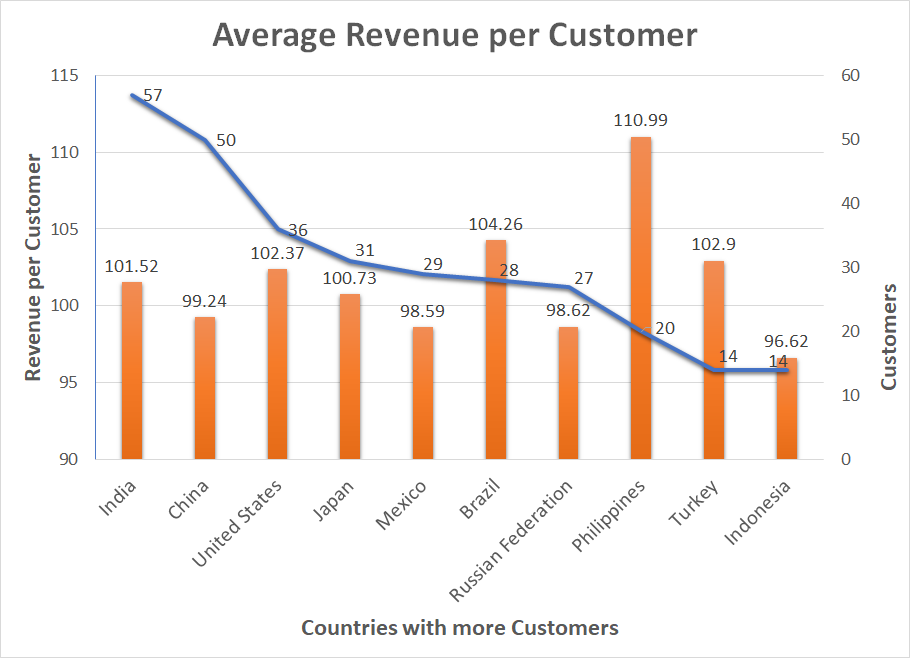 Average Revenue per Customer
Revenue per Customer
115
110
105
100
95
90
101.52
99.24
102.37
100.73
98.59
104.26
98.62
110.99
102.9
96.62
57
50
36
31
29
28
27
20
14
14
60
50
40
30
20
10
0
Customers
India
China
United States
Japan
Mexico
Brazil
Russian Federation
Philippines
Turkey
Indonesia
Countries with more Customers